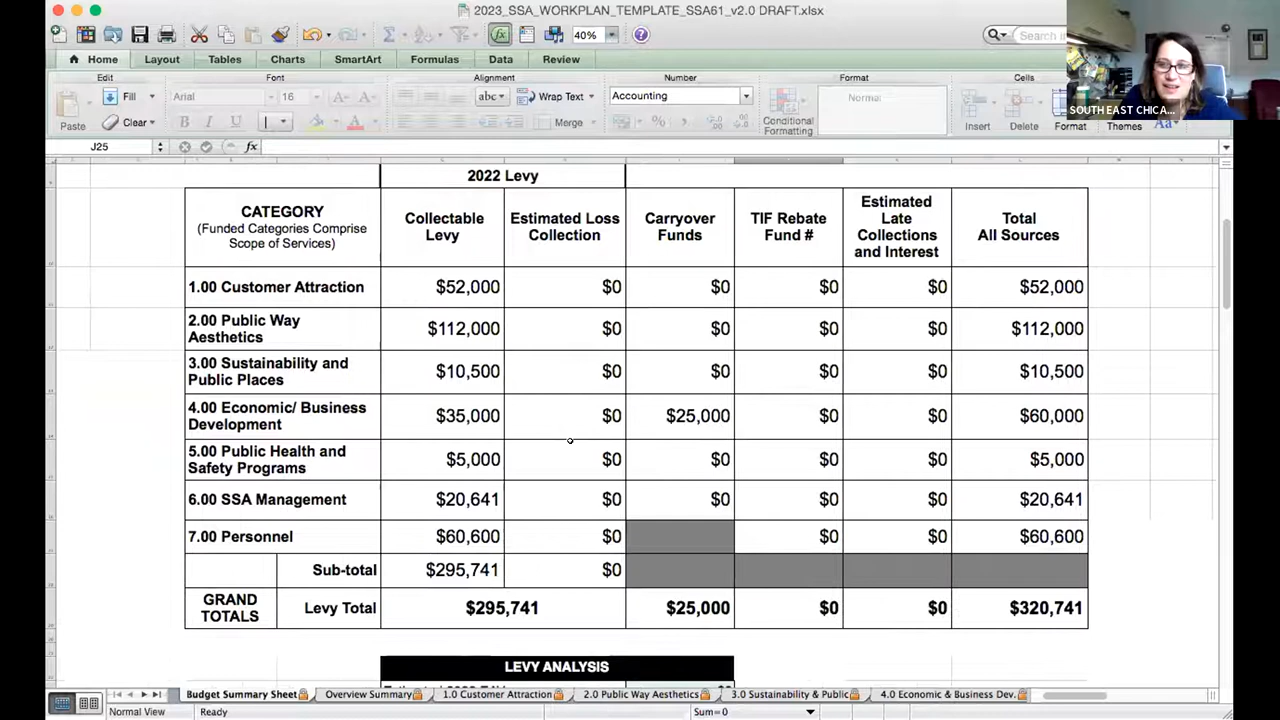 2023_SSA_WORKPLAN_TEMPLATE_SSA61_v2.0 DRAFT.xlsx
40%
Search in
Home Layout Tables Charts SmartArt Formulas Data Review
Edit Font Alignment Number Format Cells
Fill Arial 16 abc Wrap Text Accounting Normal
Paste Clear B I U Merge % Conditional Formatting Insert Delete Format Themes Aa
SOUTH EAST CHICA...
J25 fx
2022 Levy
CATEGORY
(Funded Categories Comprise
Scope of Services)
Collectable
Levy
Estimated Loss
Collection
Carryover
Funds
TIF Rebate
Fund #
Estimated
Late
Collections
and Interest
Total
All Sources
1.00 Customer Attraction $52,000 $0 $0 $0 $0 $52,000
2.00 Public Way
Aesthetics $112,000 $0 $0 $0 $0 $112,000
3.00 Sustainability and
Public Places $10,500 $0 $0 $0 $0 $10,500
4.00 Economic/ Business
Development $35,000 $0 $25,000 $0 $0 $60,000
5.00 Public Health and
Safety Programs $5,000 $0 $0 $0 $0 $5,000
6.00 SSA Management $20,641 $0 $0 $0 $0 $20,641
7.00 Personnel $60,600 $0 $0 $0 $60,600
Sub-total $295,741 $0
GRAND
TOTALS Levy Total $295,741 $25,000 $0 $0 $320,741
LEVY ANALYSIS
Budget Summary Sheet Overview Summary 1.0 Customer Attraction 2.0 Public Way Aesthetics 3.0 Sustainability & Public 4.0 Economic & Business Dev.
Normal View Ready Sum=0